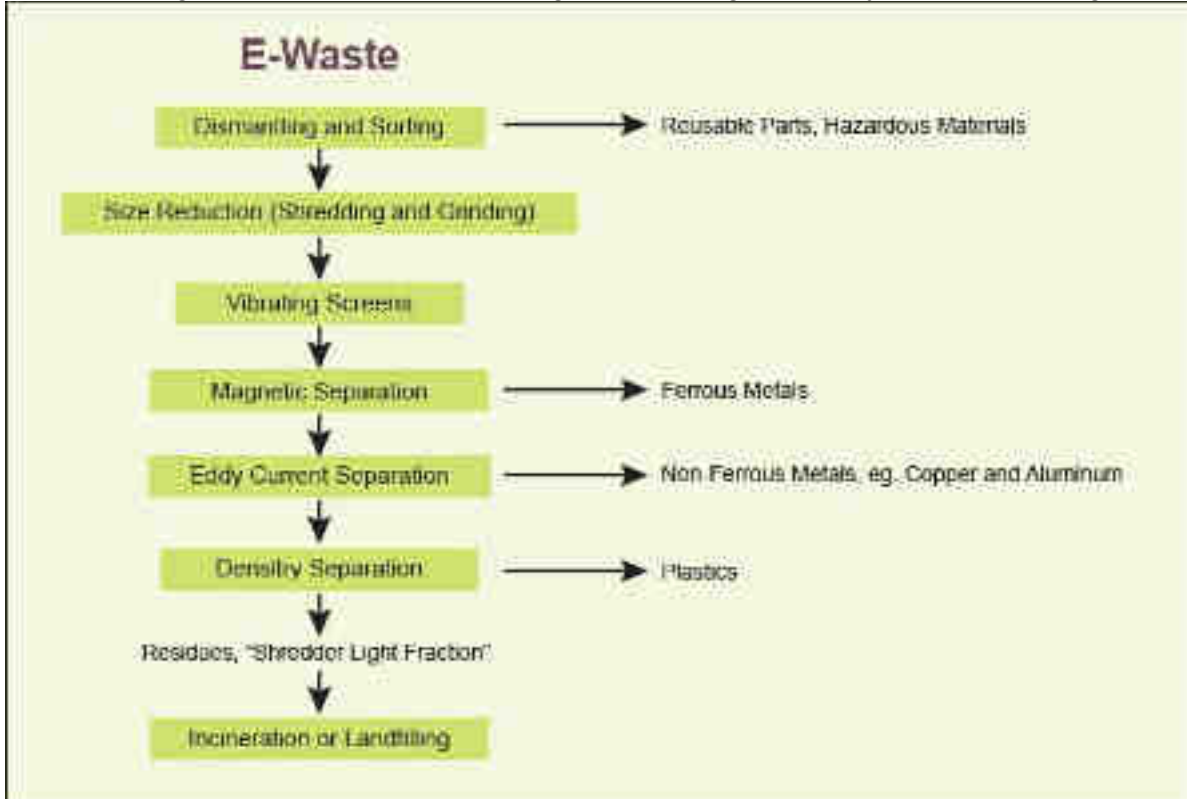 E-Waste
Dismantling and Sorting
Reusable Parts, Hazardous Materials
Size Reduction (Shredding and Grinding)
Vibrating Screens
Magnetic Separation
Ferrous Metals
Eddy Current Separation
Non Ferrous Metals, eg. Copper and Aluminum
Densitry Separation
Plastics
Residues, "Shredder Light Fraction"
Incineration or Landfilling